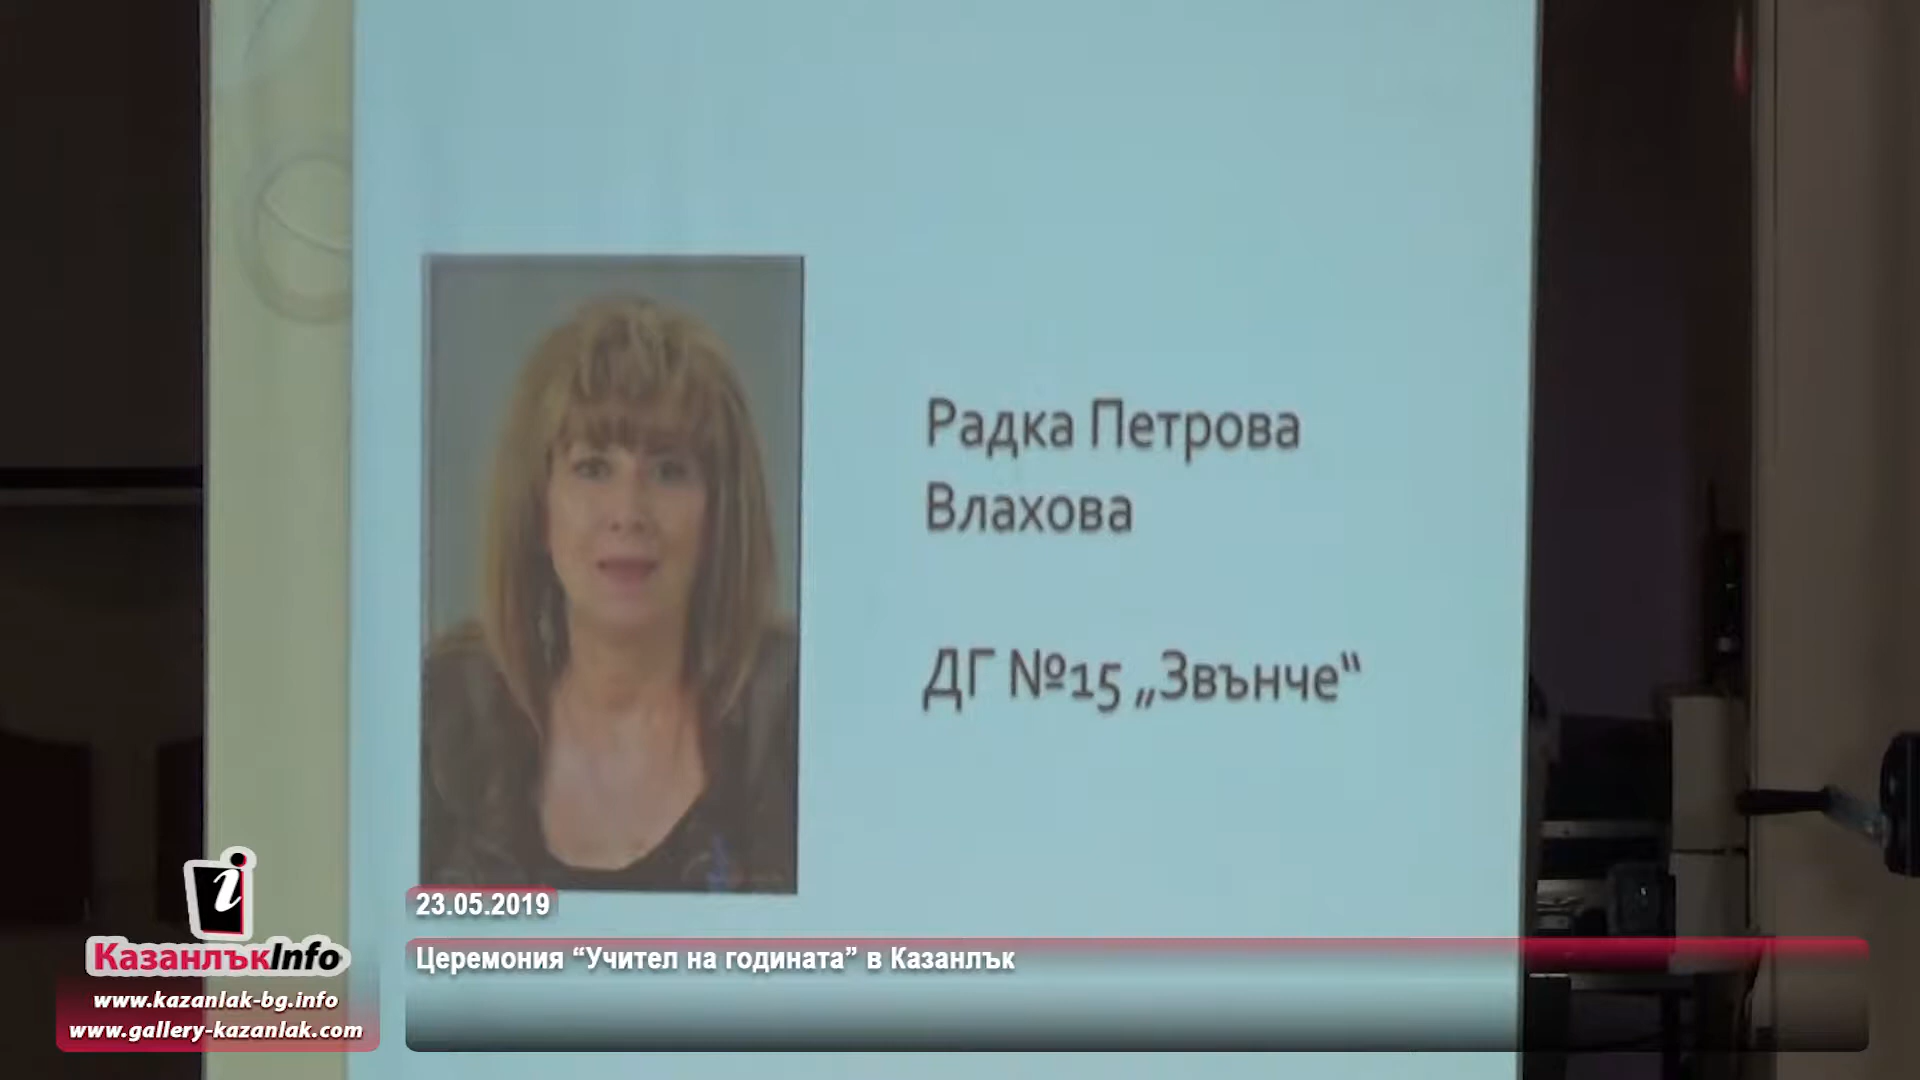 Радка Петрова
Влахова
ДГ №15 „Звънче“
23.05.2019
Церемония “Учител на годината” в Казанлък
i
КазанлъкInfo
www.kazanlak-bg.info
www.gallery-kazanlak.com